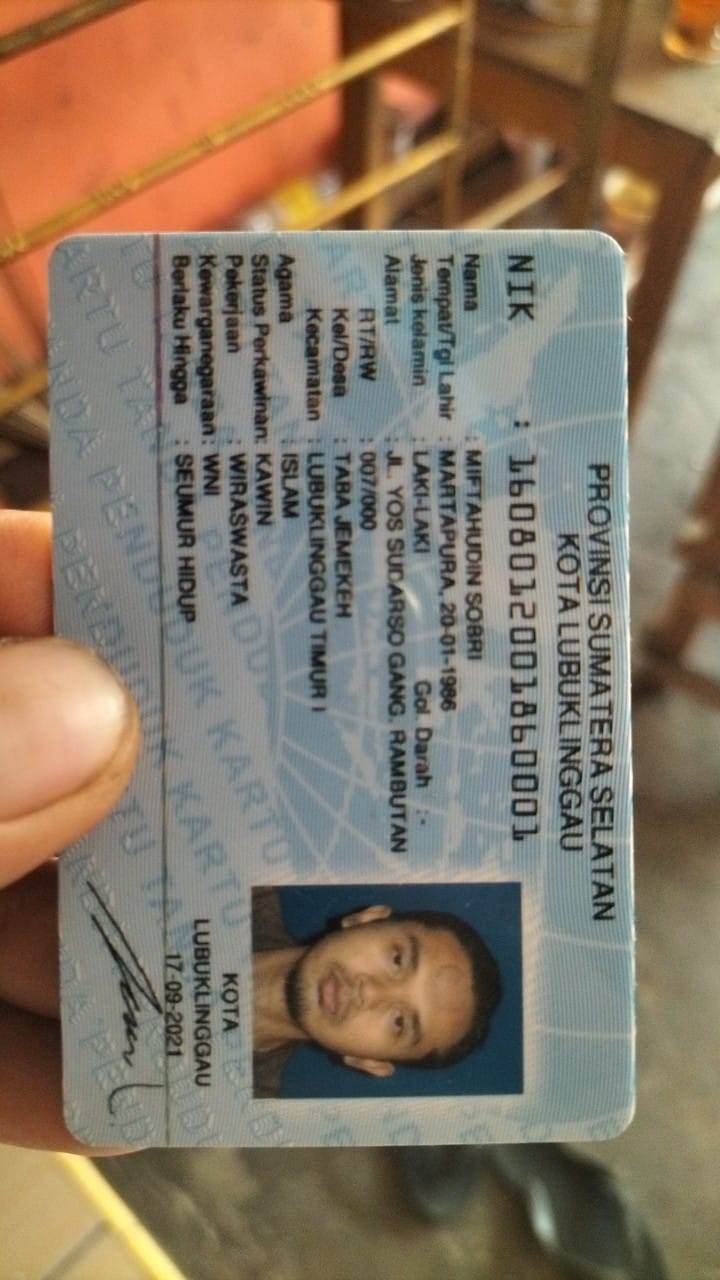 PROVINSI SUMATERA SELATAN
KOTA LUBUKLINGGAU
NIK : 1608012001860001
Nama : MIFTAHUDIN SOBRI
Tempat/Tgl Lahir : MARTAPURA, 20-01-1986
Jenis kelamin : LAKI-LAKI Gol. Darah :-
Alamat : JL. YOS SUDARSO GANG. RAMBUTAN
RT/RW : 007/000
Kel/Desa : TABA JEMEKEH
Kecamatan : LUBUKLINGGAU TIMUR I
Agama : ISLAM
Status Perkawinan: KAWIN
Pekerjaan : WIRASWASTA
Kewarganegaraan: WNI
Berlaku Hingga : SEUMUR HIDUP
KOTA
LUBUKLINGGAU
17-09-2021
KARTU TANDA PENDUDUK